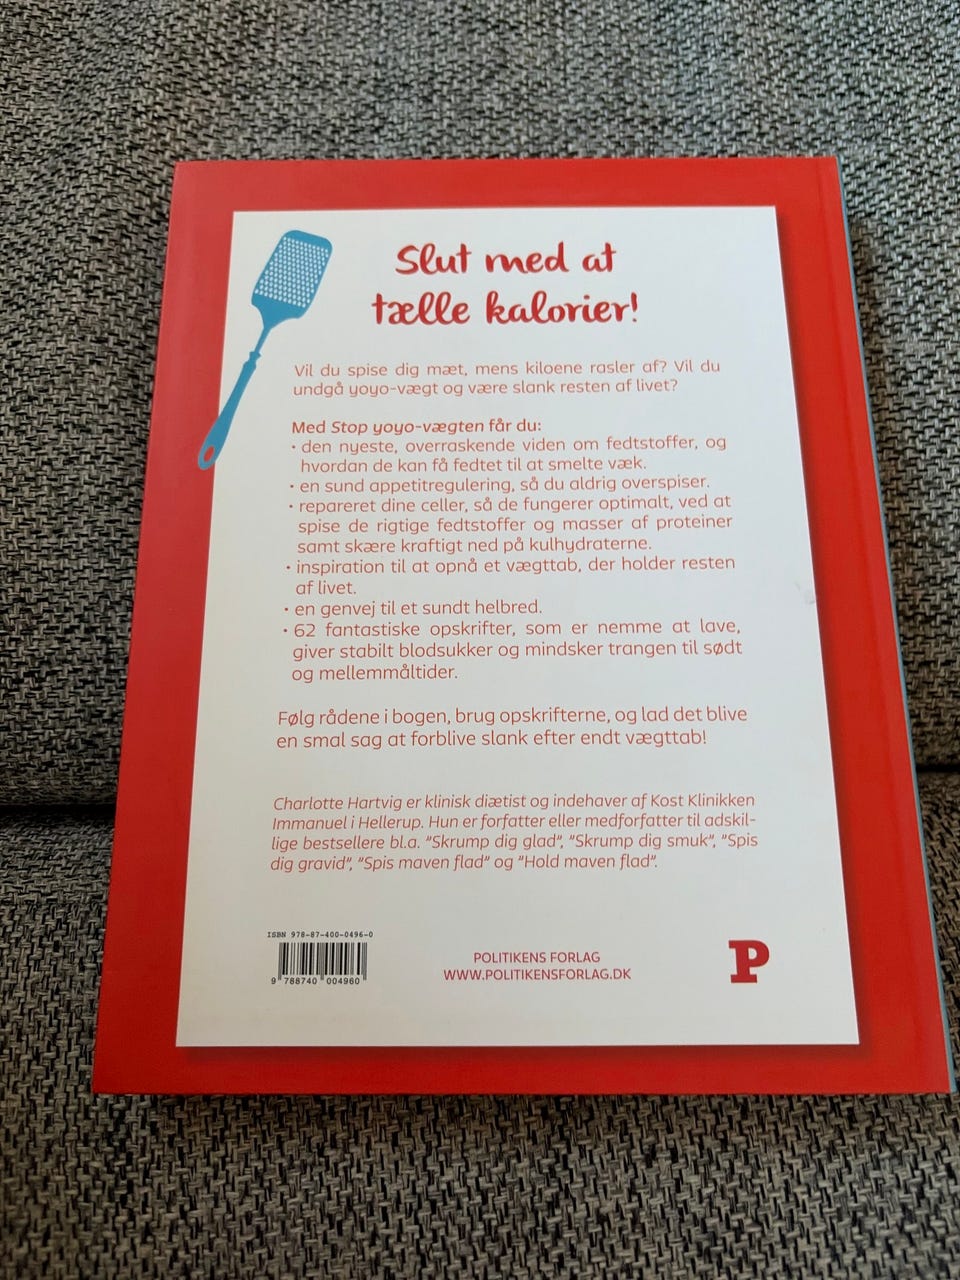 Slut med at
tælle kalorier!
Vil du spise dig mæt, mens kiloene rasler af? Vil du
undgå yoyo-vægt og være slank resten af livet?
Med Stop yoyo-vægten får du:
• den nyeste, overraskende viden om fedtstoffer, og
hvordan de kan få fedtet til at smelte væk.
• en sund appetitregulering, så du aldrig overspiser.
• repareret dine celler, så de fungerer optimalt, ved at
spise de rigtige fedtstoffer og masser af proteiner
samt skære kraftigt ned på kulhydraterne.
• inspiration til at opnå et vægttab, der holder resten
af livet.
• en genvej til et sundt helbred.
• 62 fantastiske opskrifter, som er nemme at lave,
giver stabilt blodsukker og mindsker trangen til sødt
og mellemmåltider.
Følg rådene i bogen, brug opskrifterne, og lad det blive
en smal sag at forblive slank efter endt vægttab!
Charlotte Hartvig er klinisk diætist og indehaver af Kost Klinikken
Immanuel i Hellerup. Hun er forfatter eller medforfatter til adskil-
lige bestsellere bl.a. "Skrump dig glad", "Skrump dig smuk", "Spis
dig gravid", "Spis maven flad" og "Hold maven flad".
ISBN 978-87-400-0496-0
9 788740 004960
POLITIKENS FORLAG
WWW.POLITIKENSFORLAG.DK
P